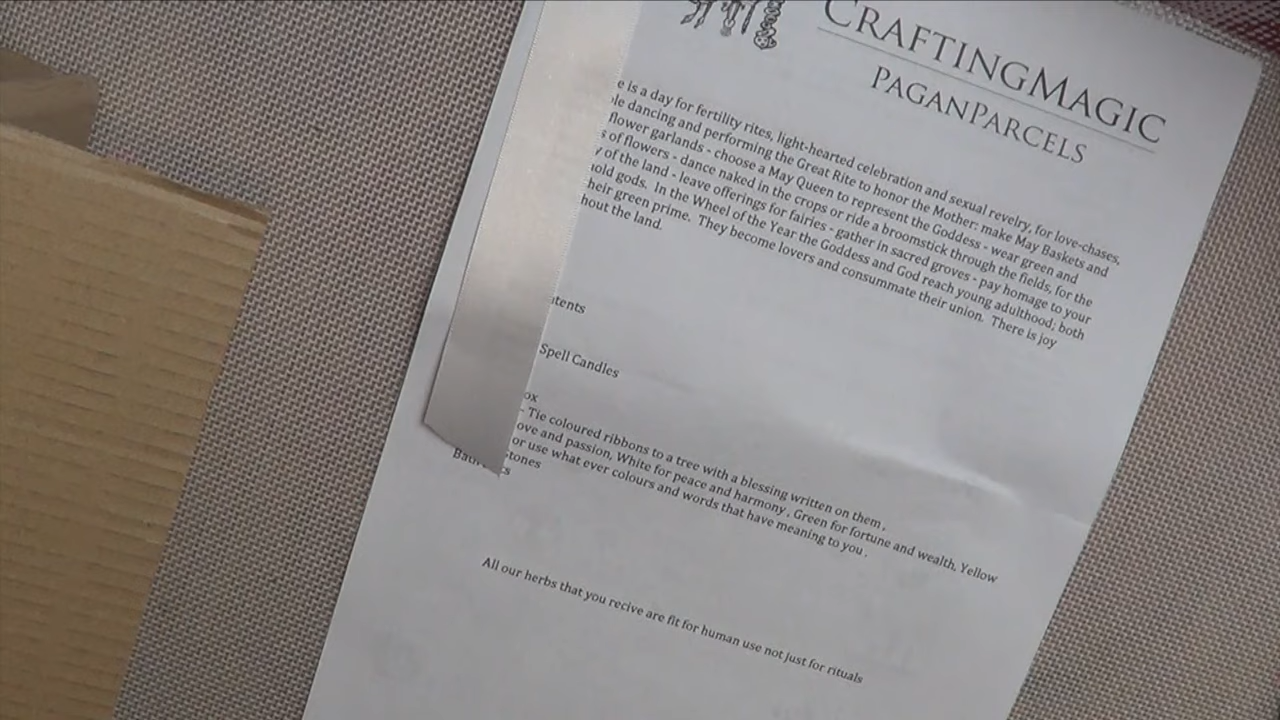 CRAFTINGMAGIC
PAGANPARCELS
is a day for fertility rites, light-hearted celebration and sexual revelry, for love-chases,
dancing and performing the Great Rite to honor the Mother: make May Baskets and
flower garlands - choose a May Queen to represent the Goddess - wear green and
of flowers - dance naked in the crops or ride a broomstick through the fields, for the
of the land - leave offerings for fairies - gather in sacred groves - pay homage to your
gods. In the Wheel of the Year the Goddess and God reach young adulthood; both
heir green prime. They become lovers and consummate their union. There is joy
hout the land.
tents
Spell Candles
ox
- Tie coloured ribbons to a tree with a blessing written on them,
ove and passion, White for peace and harmony , Green for fortune and wealth, Yellow
or use what ever colours and words that have meaning to you .
tones
All our herbs that you recive are fit for human use not just for rituals